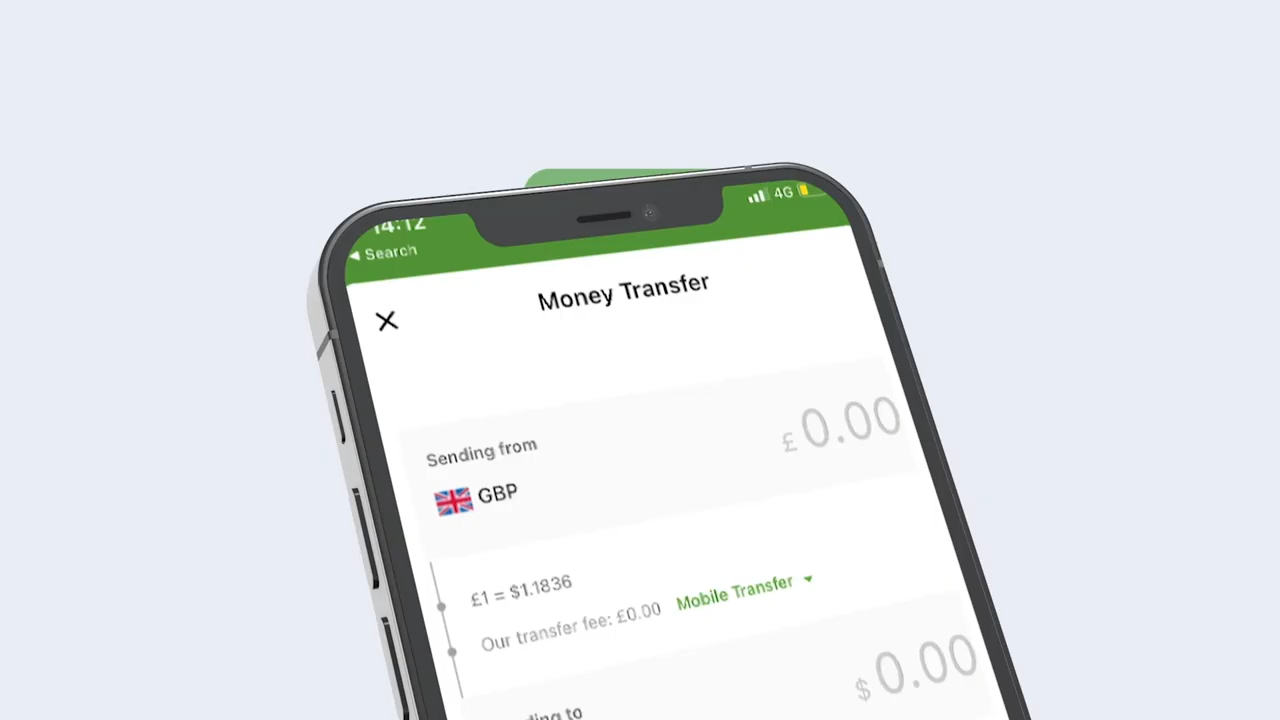 14:12
4G
◀ Search
Money Transfer
Sending from
£0.00
GBP
£1 = $1.1836
Our transfer fee: £0.00 Mobile Transfer
$0.00
to